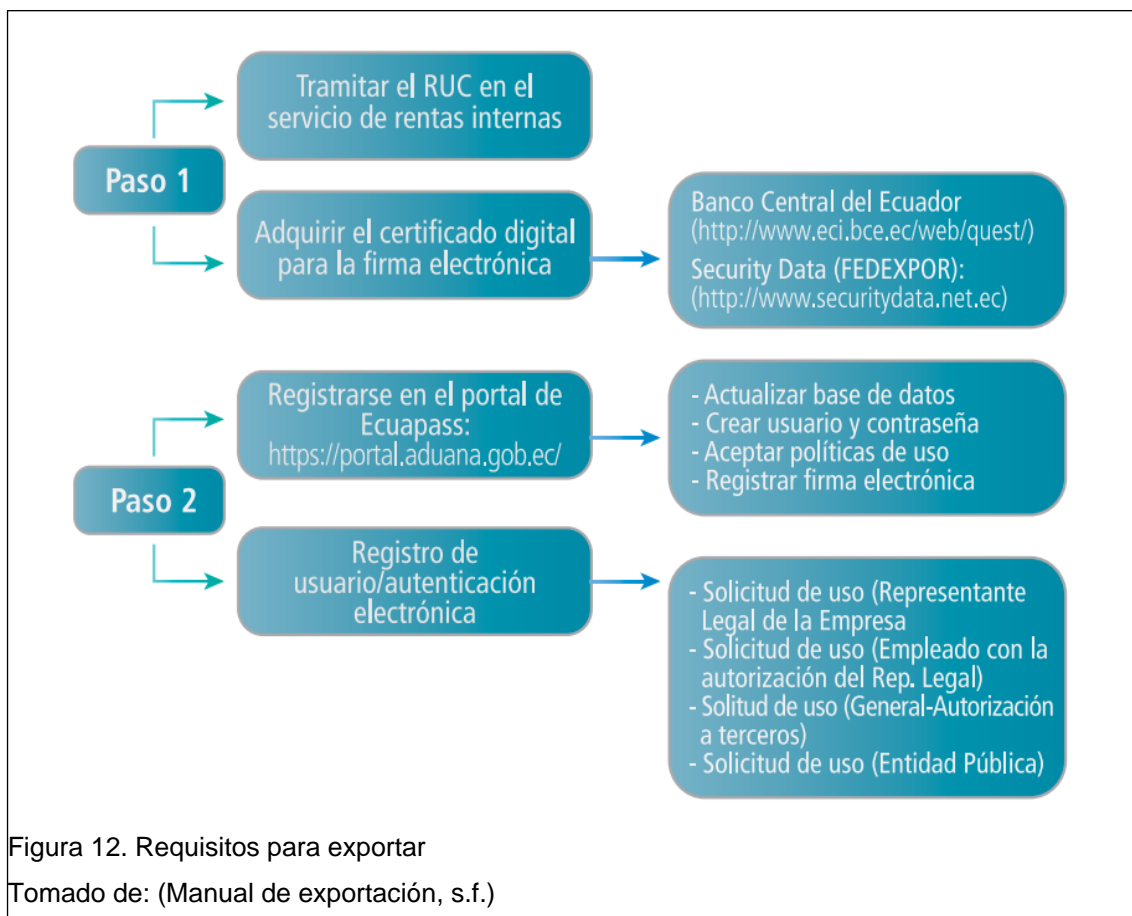 Paso 1
Tramitar el RUC en el
servicio de rentas internas
Adquirir el certificado digital
para la firma electrónica
Banco Central del Ecuador
(http://www.eci.bce.ec/web/quest/)
Security Data (FEDEXPOR):
(http://www.securitydata.net.ec)
Paso 2
Registrarse en el portal de
Ecuapass:
https://portal.aduana.gob.ec/
- Actualizar base de datos
- Crear usuario y contraseña
- Aceptar políticas de uso
- Registrar firma electrónica
Registro de
usuario/autenticación
electrónica
- Solicitud de uso (Representante
Legal de la Empresa
- Solicitud de uso (Empleado con la
autorización del Rep. Legal)
- Solitud de uso (General-Autorización
a terceros)
- Solicitud de uso (Entidad Pública)
Figura 12. Requisitos para exportar
Tomado de: (Manual de exportación, s.f.)